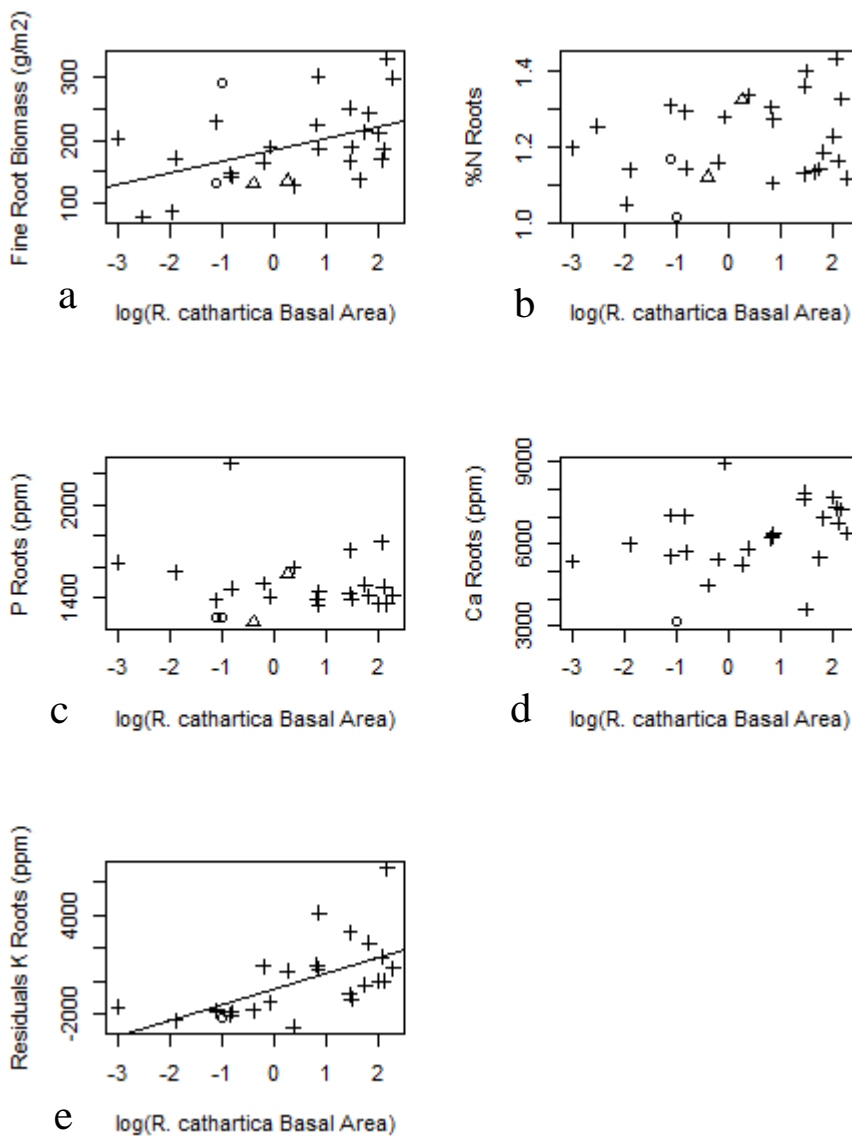 Fine Root Biomass (g/m2)
100 200 300
-3 -2 -1 0 1 2
a
log(R. cathartica Basal Area)
%N Roots
1.0 1.2 1.4
-3 -2 -1 0 1 2
b
log(R. cathartica Basal Area)
P Roots (ppm)
1400 2000
-3 -2 -1 0 1 2
c
log(R. cathartica Basal Area)
Ca Roots (ppm)
3000 6000 9000
-3 -2 -1 0 1 2
d
log(R. cathartica Basal Area)
Residuals K Roots (ppm)
-2000 4000
-3 -2 -1 0 1 2
e
log(R. cathartica Basal Area)